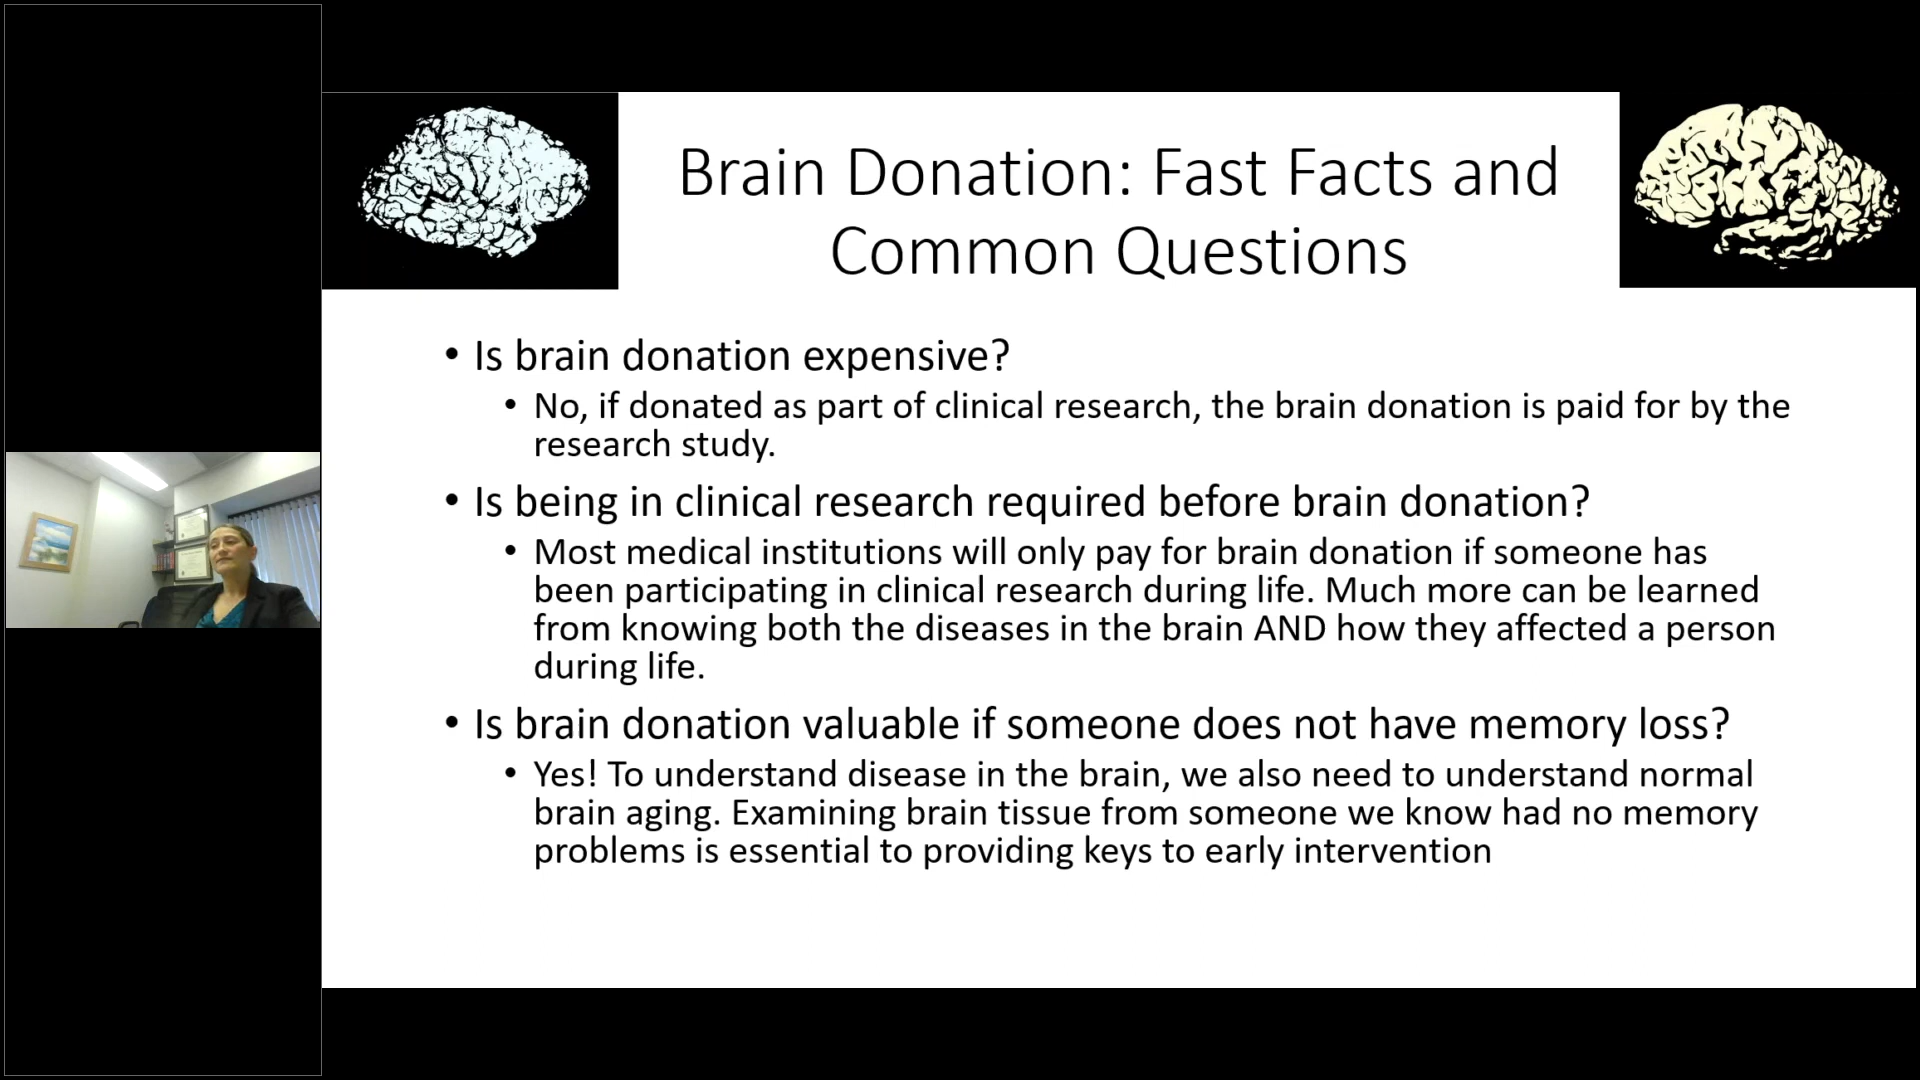 Brain Donation: Fast Facts and
Common Questions
• Is brain donation expensive?
• No, if donated as part of clinical research, the brain donation is paid for by the
research study.
• Is being in clinical research required before brain donation?
• Most medical institutions will only pay for brain donation if someone has
been participating in clinical research during life. Much more can be learned
from knowing both the diseases in the brain AND how they affected a person
during life.
• Is brain donation valuable if someone does not have memory loss?
• Yes! To understand disease in the brain, we also need to understand normal
brain aging. Examining brain tissue from someone we know had no memory
problems is essential to providing keys to early intervention